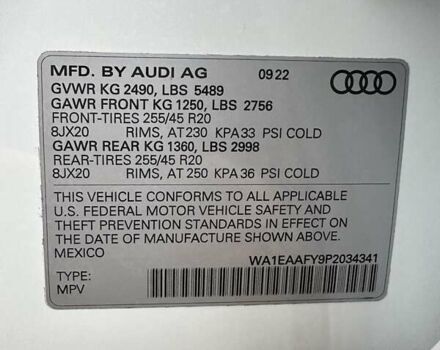 MFD. BY AUDI AG 09/22
GVWR KG 2490, LBS 5489
GAWR FRONT KG 1250, LBS 2756
FRONT-TIRES 255/45 R20
8JX20 RIMS, AT 230 KPA 33 PSI COLD
GAWR REAR KG 1360, LBS 2998
REAR-TIRES 255/45 R20
8JX20 RIMS, AT 250 KPA 36 PSI COLD
THIS VEHICLE CONFORMS TO ALL APPLICABLE
U.S. FEDERAL MOTOR VEHICLE SAFETY AND
THEFT PREVENTION STANDARDS IN EFFECT ON
THE DATE OF MANUFACTURE SHOWN ABOVE.
MEXICO
WA1EAAFY9P2034341
TYPE:
MPV